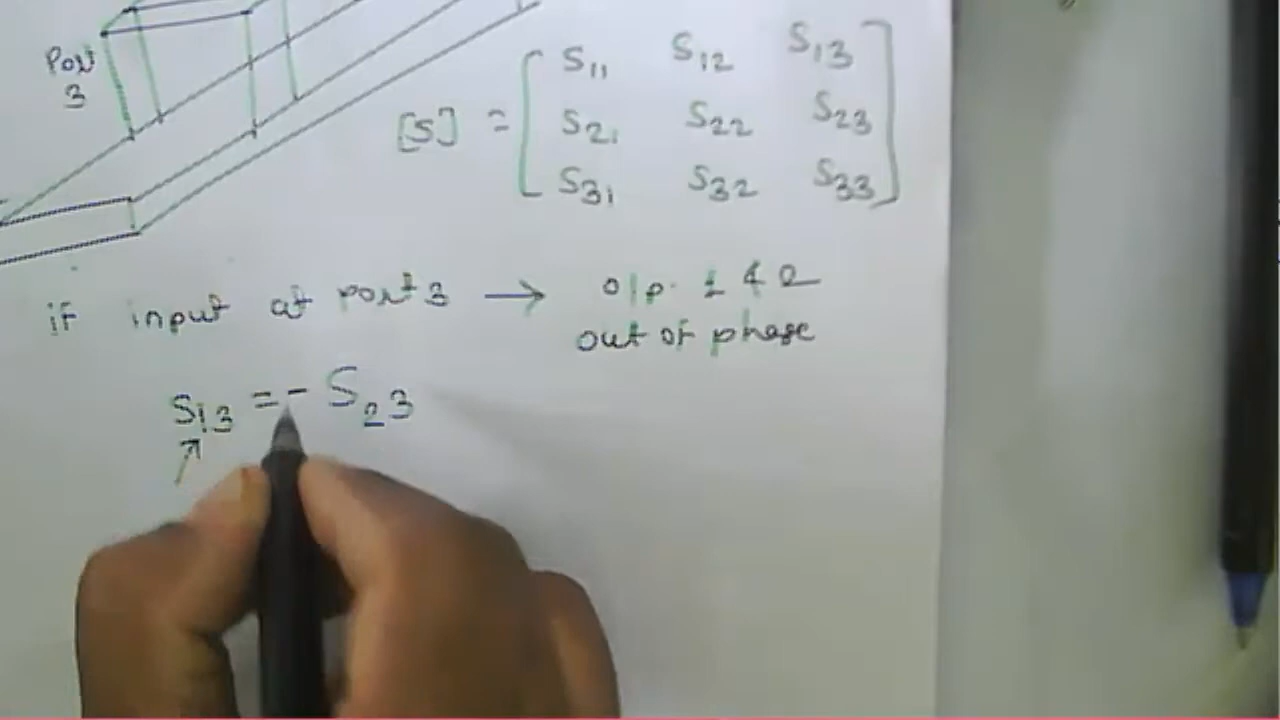 Port
3
[S] = [ S11 S12 S13
S21 S22 S23
S31 S32 S33 ]
if input at port 3 → o/p. 1 & 2
out of phase
S13 = - S23